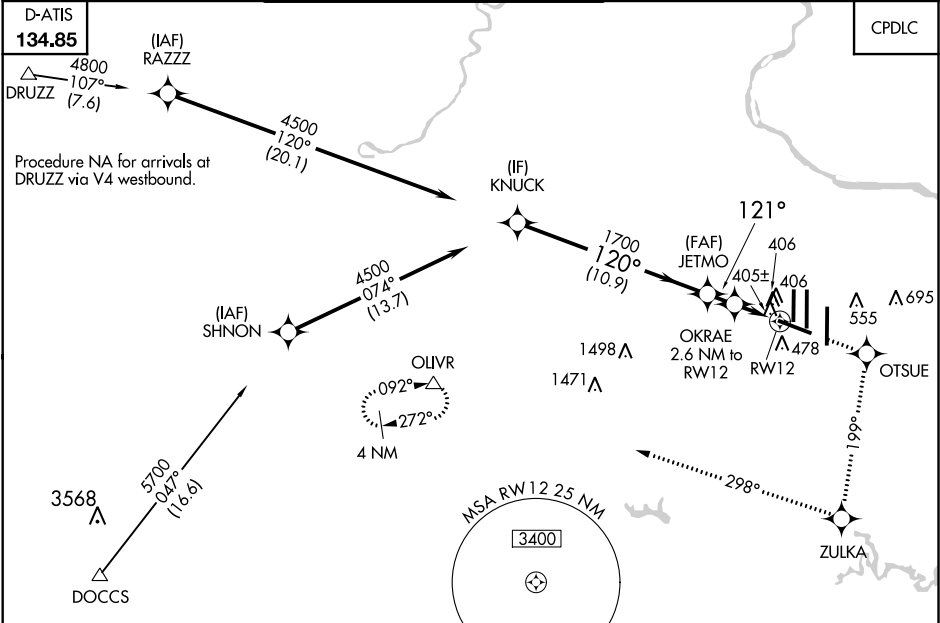 D-ATIS
134.85
CPDLC
(IAF)
RAZZZ
4800
107°
(7.6)
DRUZZ
4500
120°
(20.1)
Procedure NA for arrivals at
DRUZZ via V4 westbound.
(IF)
KNUCK
121°
1700
120°
(10.9)
(FAF)
JETMO
406
405±
406
695
555
4500
074°
(13.7)
(IAF)
SHNON
OKRAE
2.6 NM to
RW12
RW12
478
OTSUE
1498
1471
OLIVR
092°
272°
4 NM
199°
5700
047°
(16.6)
3568
298°
MSA RW12 25 NM
3400
ZULKA
DOCCS